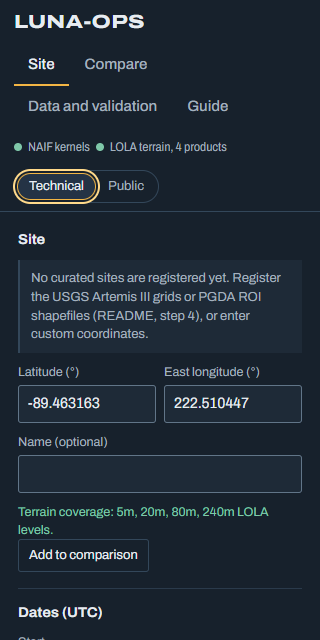 LUNA-OPS
Site Compare
Data and validation Guide
NAIF kernels LOLA terrain, 4 products
Technical Public
Site
No curated sites are registered yet. Register
the USGS Artemis III grids or PGDA ROI
shapefiles (README, step 4), or enter
custom coordinates.
Latitude (°) East longitude (°)
-89.463163 222.510447
Name (optional)
Terrain coverage: 5m, 20m, 80m, 240m LOLA
levels.
Add to comparison
Dates (UTC)
Start